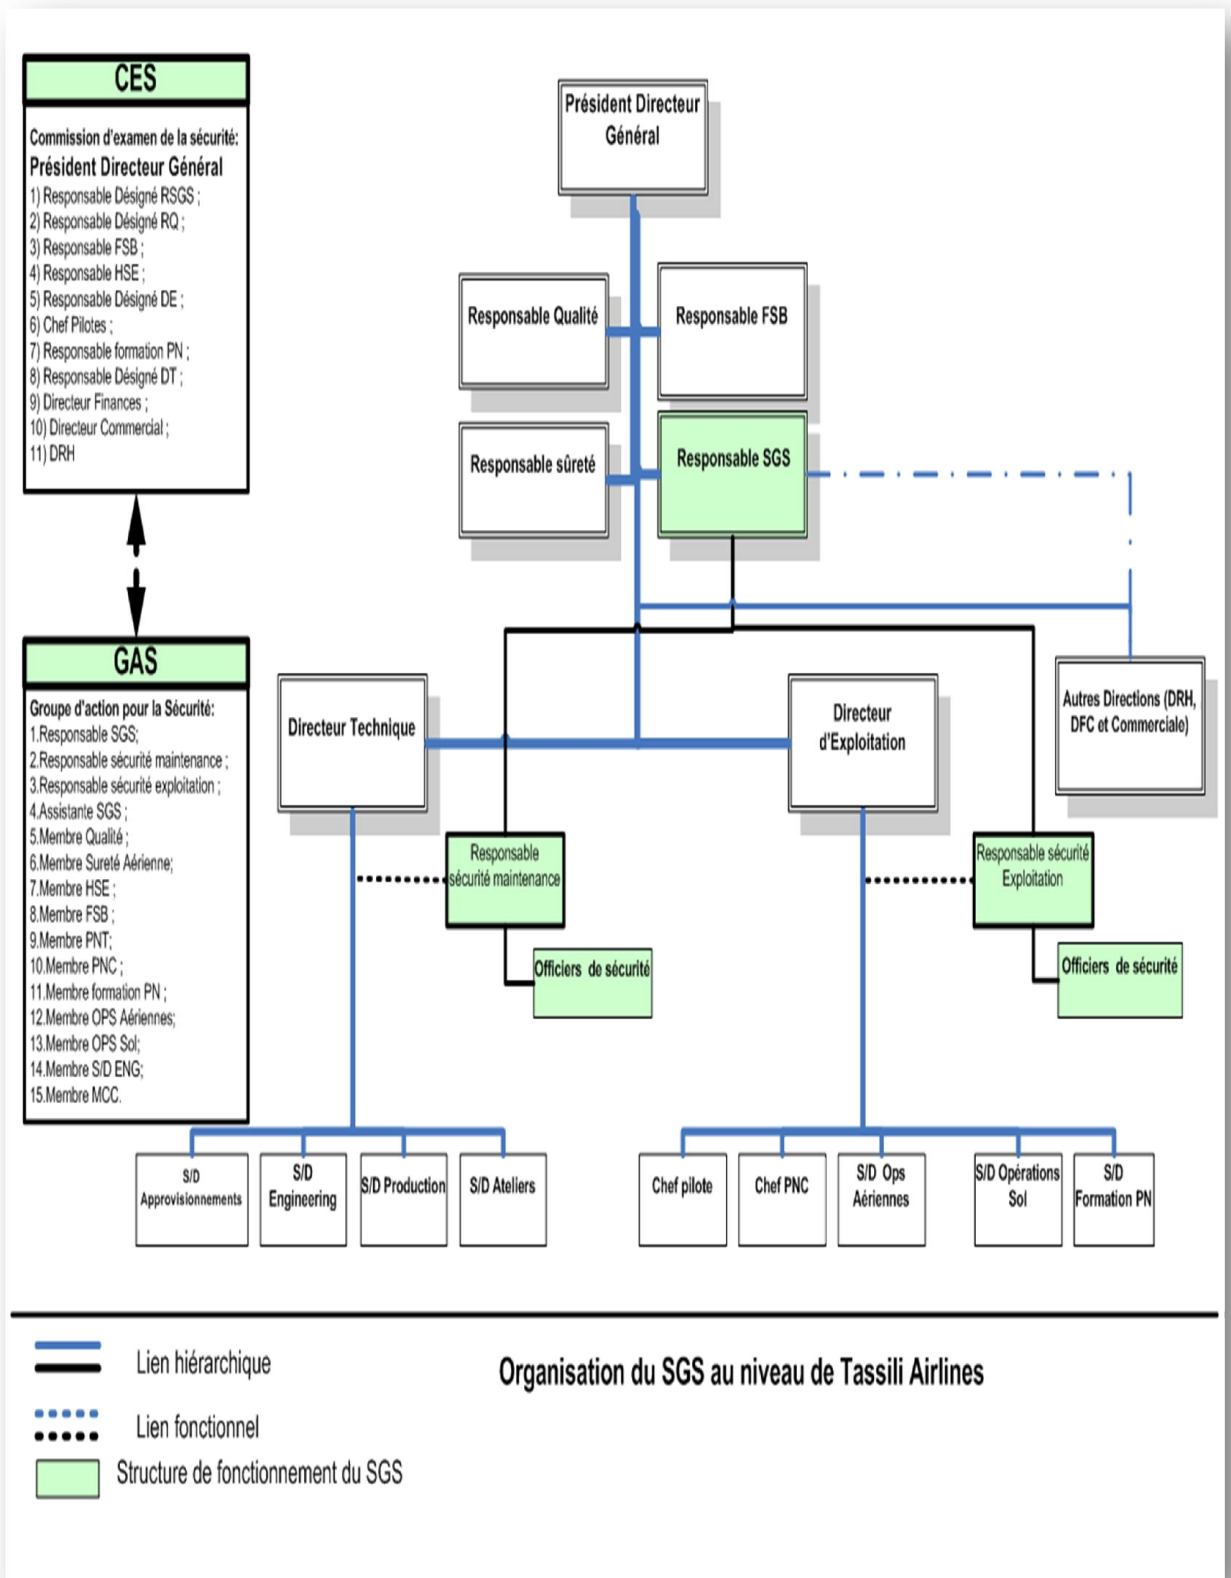 CES
Commission d'examen de la sécurité:
Président Directeur Général
1) Responsable Désigné RSGS ;
2) Responsable Désigné RQ ;
3) Responsable FSB ;
4) Responsable HSE ;
5) Responsable Désigné DE ;
6) Chef Pilotes ;
7) Responsable formation PN ;
8) Responsable Désigné DT ;
9) Directeur Finances ;
10) Directeur Commercial ;
11) DRH
GAS
Groupe d'action pour la Sécurité:
1.Responsable SGS;
2.Responsable sécurité maintenance ;
3.Responsable sécurité exploitation ;
4.Assistante SGS ;
5.Membre Qualité ;
6.Membre Sureté Aérienne;
7.Membre HSE ;
8.Membre FSB ;
9.Membre PNT;
10.Membre PNC ;
11.Membre formation PN ;
12.Membre OPS Aériennes;
13.Membre OPS Sol;
14.Membre S/D ENG;
15.Membre MCC.
Président Directeur
Général
Responsable Qualité
Responsable FSB
Responsable sûreté
Responsable SGS
Directeur Technique
Directeur
d'Exploitation
Autres Directions (DRH,
DFC et Commerciale)
Responsable
sécurité maintenance
Responsable sécurité
Exploitation
Officiers de sécurité
Officiers de sécurité
S/D
Approvisionnements
S/D
Engineering
S/D Production
S/D Ateliers
Chef pilote
Chef PNC
S/D Ops
Aériennes
S/D Opérations
Sol
S/D
Formation PN
Lien hiérarchique
Organisation du SGS au niveau de Tassili Airlines
Lien fonctionnel
Structure de fonctionnement du SGS